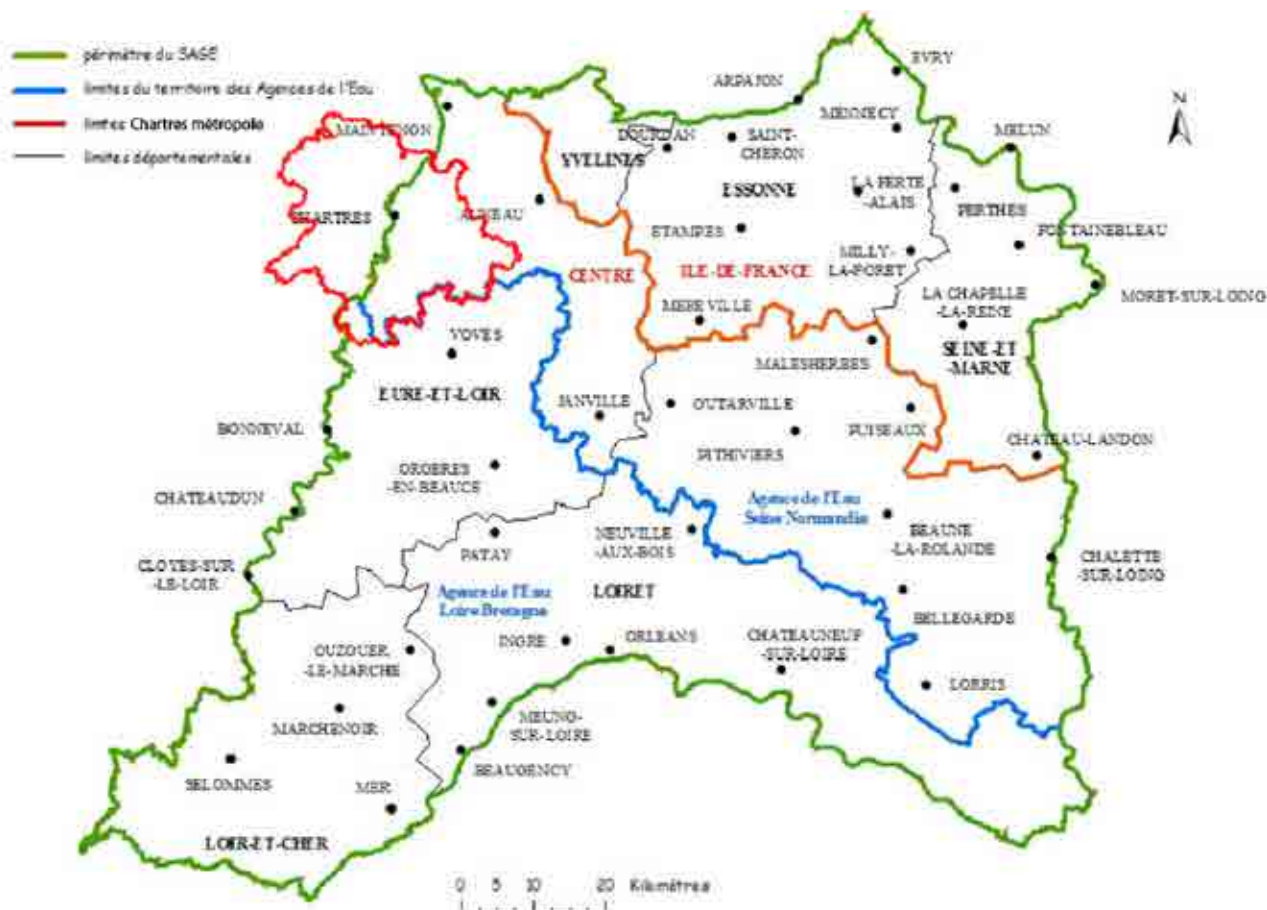 périmètre du SAGE
limites du territoire des Agences de l'Eau
limites Chartres métropole
limites départementales
N
EVRY
ARPAJON
MENNECY
MAINTENON
DOURDAN
SAINT-
CHERON
MELUN
YVELINES
ESSONNE
LA FERTE
-ALAIS
PERTHES
CHARTRES
AUNEAU
ETAMPES
FONTAINEBLEAU
MILLY-
LA-FORET
CENTRE
ILE-DE-FRANCE
LA CHAPELLE
-LA-REINE
MORET-SUR-LOING
MEREVILLE
VOVES
SEINE-ET
-MARNE
MALESHERBES
EURE-ET-LOIR
JANVILLE
OUTARVILLE
PUISEAUX
BONNEVAL
PITHIVIERS
CHATEAU-LANDON
ORGERES
-EN-BEAUCE
CHATEAUDUN
Agence de l'Eau
Seine Normandie
NEUVILLE
-AUX-BOIS
BEAUNE
-LA-ROLANDE
PATAY
CLOYES-SUR
-LE-LOIR
CHALETTE
-SUR-LOING
Agence de l'Eau
Loire Bretagne
LOIRET
BELLEGARDE
INGRE
ORLEANS
CHATEAUNEUF
-SUR-LOIRE
OUZOUER
-LE-MARCHE
LORRIS
MARCHENOIR
MEUNG-
SUR-LOIRE
SELOMMES
BEAUGENCY
MER
LOIR-ET-CHER
0 5 10 20 Kilomètres